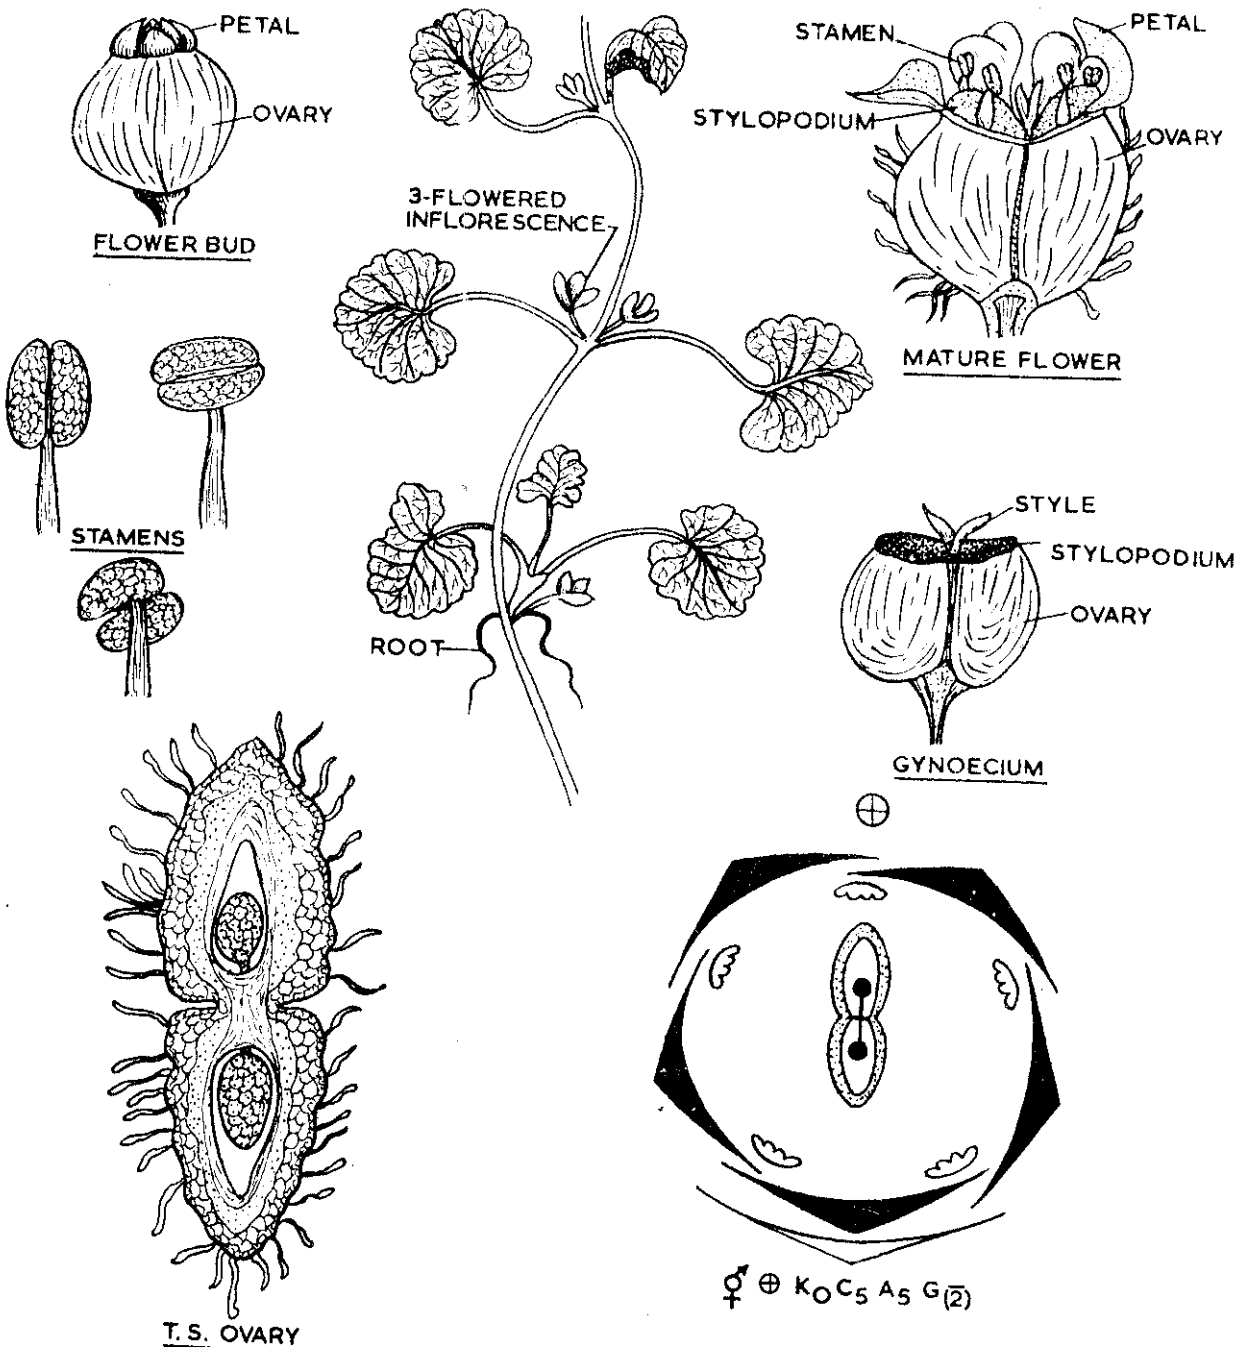 PETAL
OVARY
FLOWER BUD
3-FLOWERED
INFLORESCENCE
STAMEN
PETAL
STYLOPODIUM
OVARY
MATURE FLOWER
STAMENS
ROOT
STYLE
STYLOPODIUM
OVARY
GYNOECIUM
T.S. OVARY
⚥ ⊕ K0 C5 A5 G(2̅)